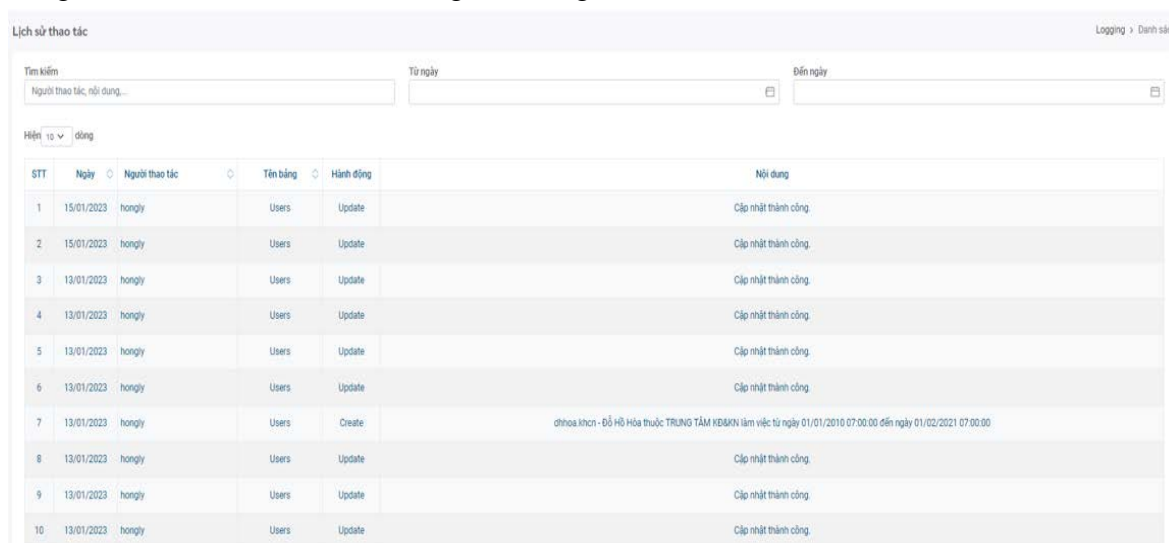 Lịch sử thao tác
Logging > Danh sá
Tìm kiếm
Từ ngày
Đến ngày
Người thao tác, nội dung,...
Hiện 10 dòng
STT Ngày Người thao tác Tên bảng Hành động Nội dung
1 15/01/2023 hongly Users Update Cập nhật thành công.
2 15/01/2023 hongly Users Update Cập nhật thành công.
3 13/01/2023 hongly Users Update Cập nhật thành công.
4 13/01/2023 hongly Users Update Cập nhật thành công.
5 13/01/2023 hongly Users Update Cập nhật thành công.
6 13/01/2023 hongly Users Update Cập nhật thành công.
7 13/01/2023 hongly Users Create dhhoa.khcn - Đỗ Hồ Hòa thuộc TRUNG TÂM KĐ&KN làm việc từ ngày 01/01/2010 07:00:00 đến ngày 01/02/2021 07:00:00
8 13/01/2023 hongly Users Update Cập nhật thành công.
9 13/01/2023 hongly Users Update Cập nhật thành công.
10 13/01/2023 hongly Users Update Cập nhật thành công.